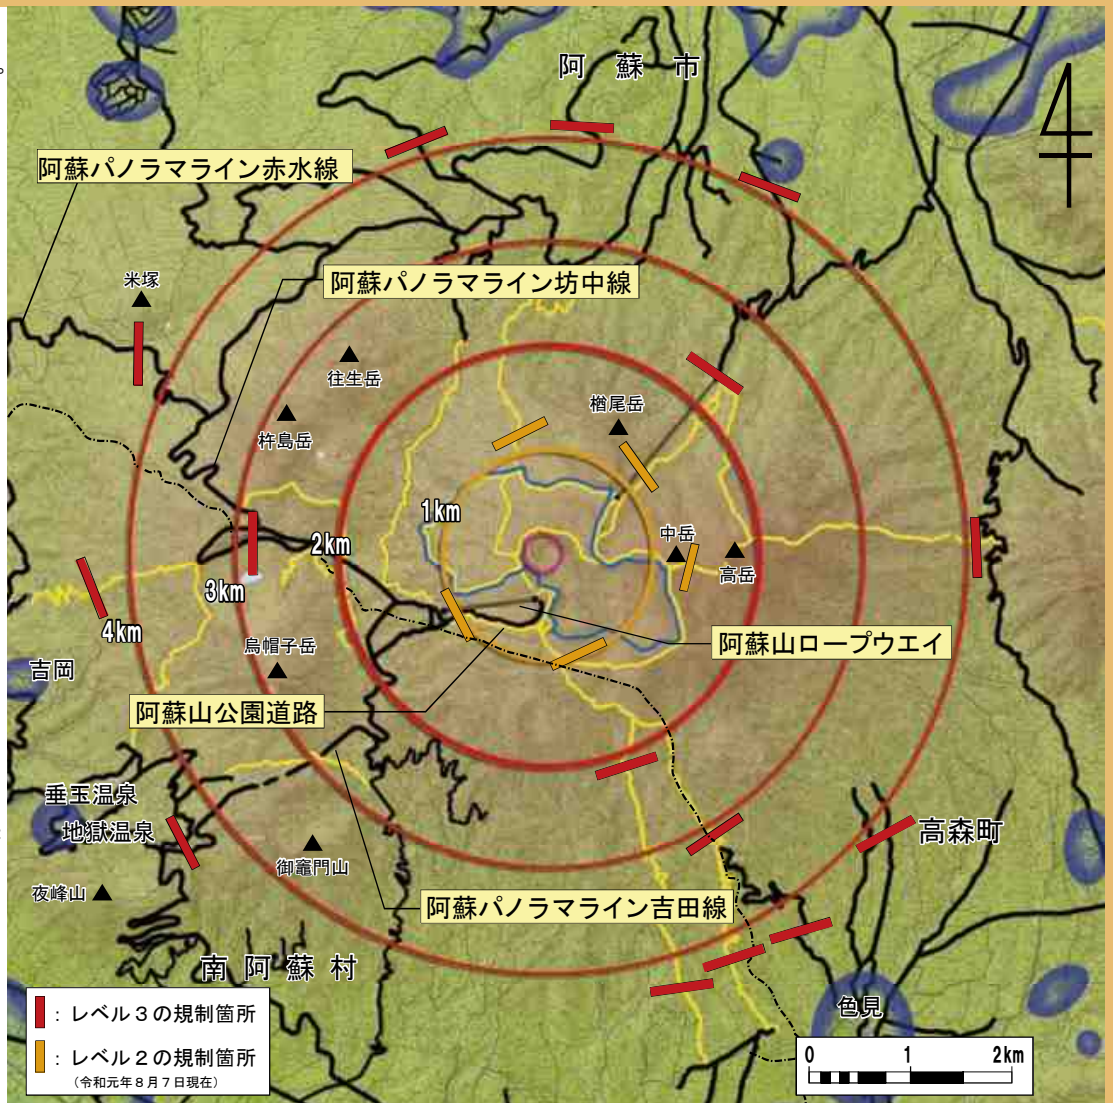 。
阿蘇市
阿蘇パノラマライン赤水線
阿蘇パノラマライン坊中線
米塚
往生岳
杵島岳
楢尾岳
1km
2km
中岳
高岳
3km
4km
烏帽子岳
阿蘇山ロープウエイ
吉岡
阿蘇山公園道路
垂玉温泉
地獄温泉
高森町
御竈門山
夜峰山
阿蘇パノラマライン吉田線
南阿蘇村
色見
：レベル３の規制箇所
：レベル２の規制箇所
（令和元年８月７日現在）
0 1 2km